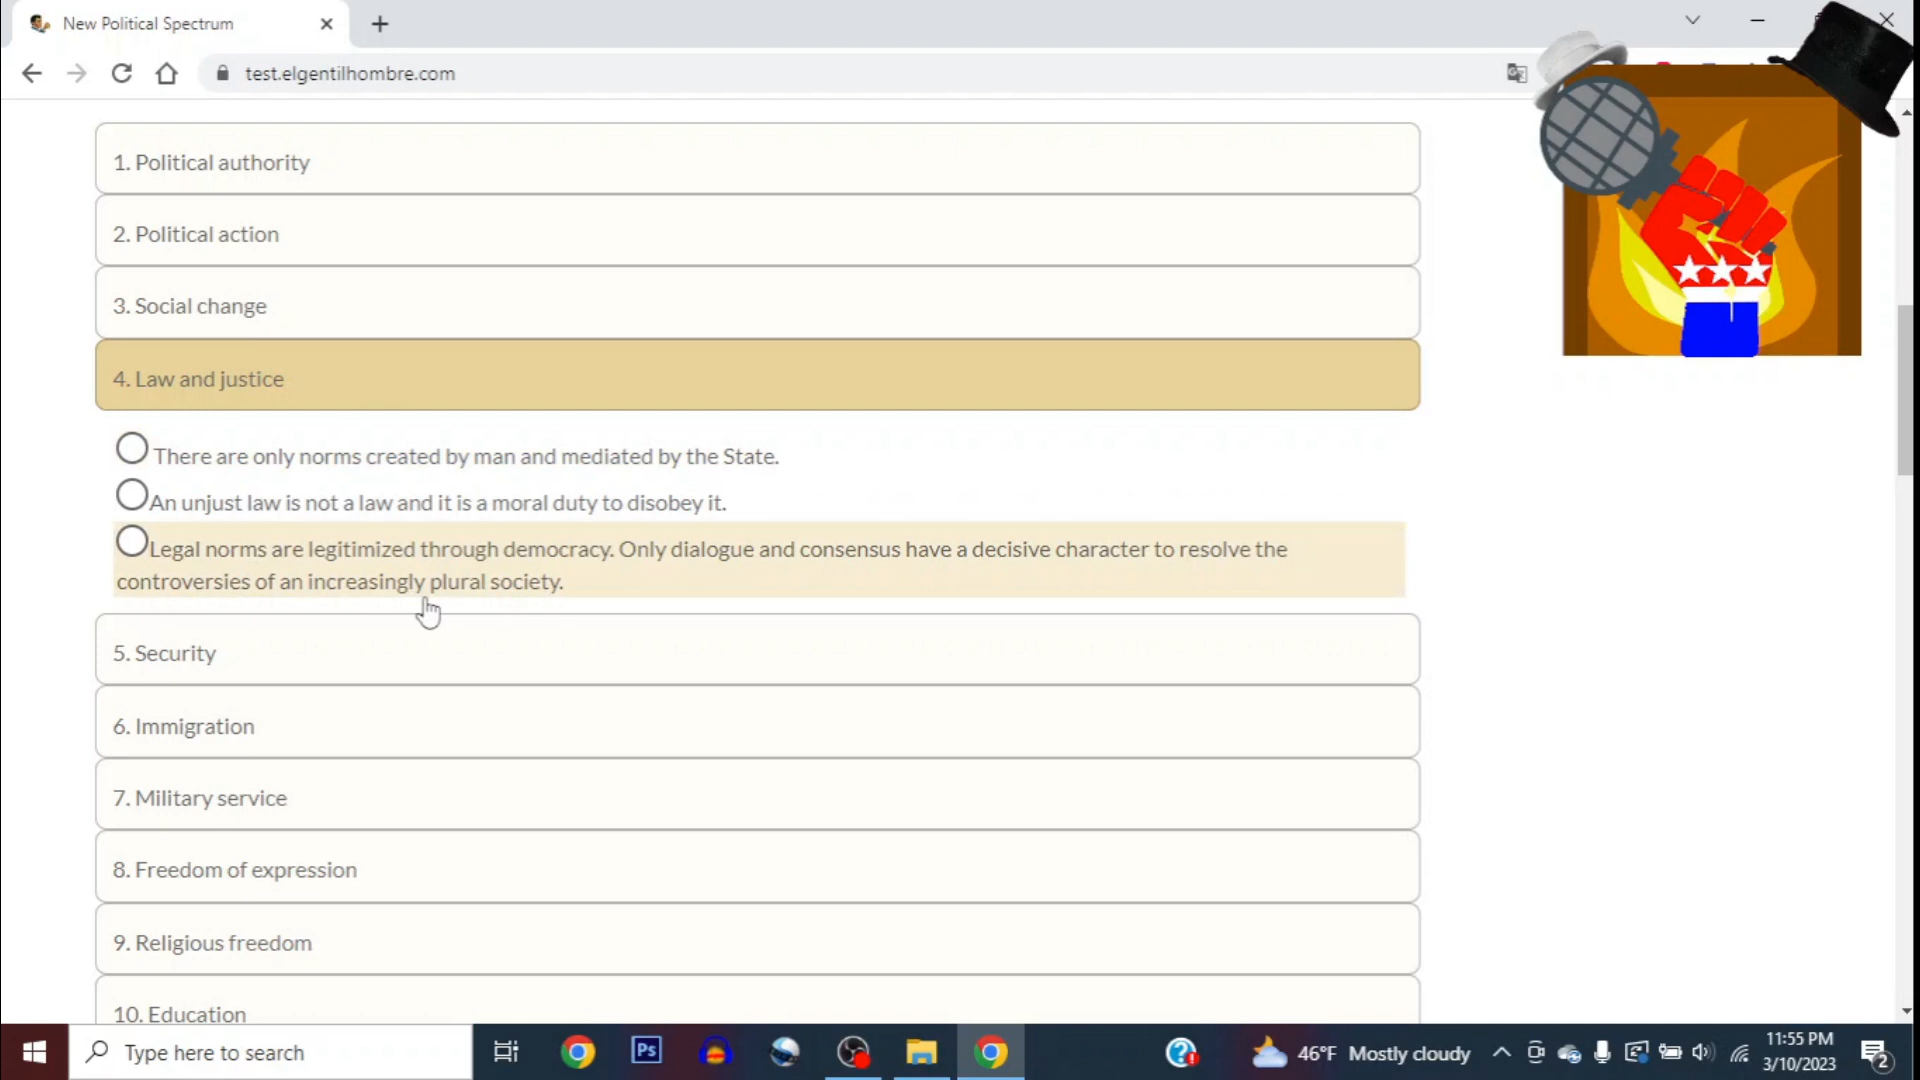 New Political Spectrum
test.elgentilhombre.com
1. Political authority
2. Political action
3. Social change
4. Law and justice
There are only norms created by man and mediated by the State.
An unjust law is not a law and it is a moral duty to disobey it.
Legal norms are legitimized through democracy. Only dialogue and consensus have a decisive character to resolve the
controversies of an increasingly plural society.
5. Security
6. Immigration
7. Military service
8. Freedom of expression
9. Religious freedom
10. Education
Type here to search
Ps
46°F Mostly cloudy
11:55 PM
3/10/2023
2